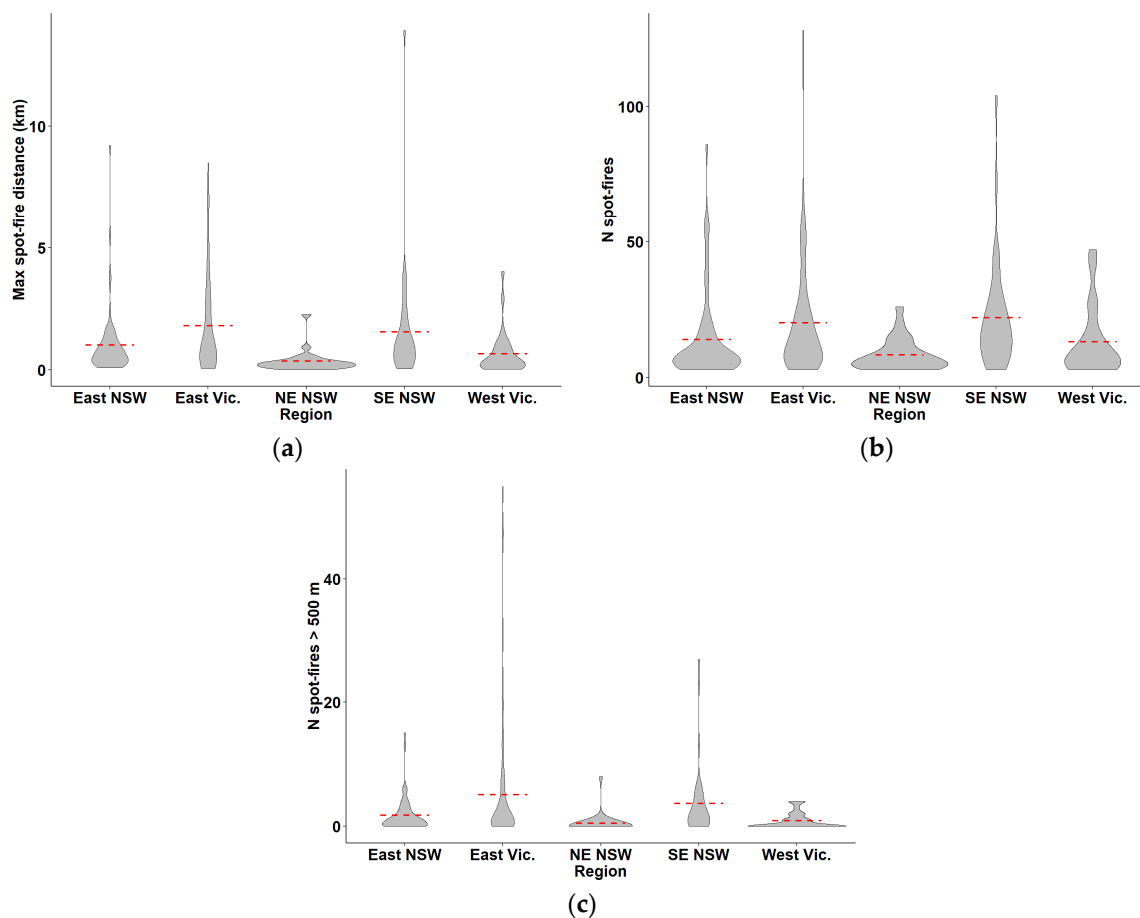 Max spot-fire distance (km)
10
5
0
East NSW East Vic. NE NSW SE NSW West Vic.
Region
(a)
N spot-fires
100
50
0
East NSW East Vic. NE NSW SE NSW West Vic.
Region
(b)
N spot-fires > 500 m
40
20
0
East NSW East Vic. NE NSW SE NSW West Vic.
Region
(c)